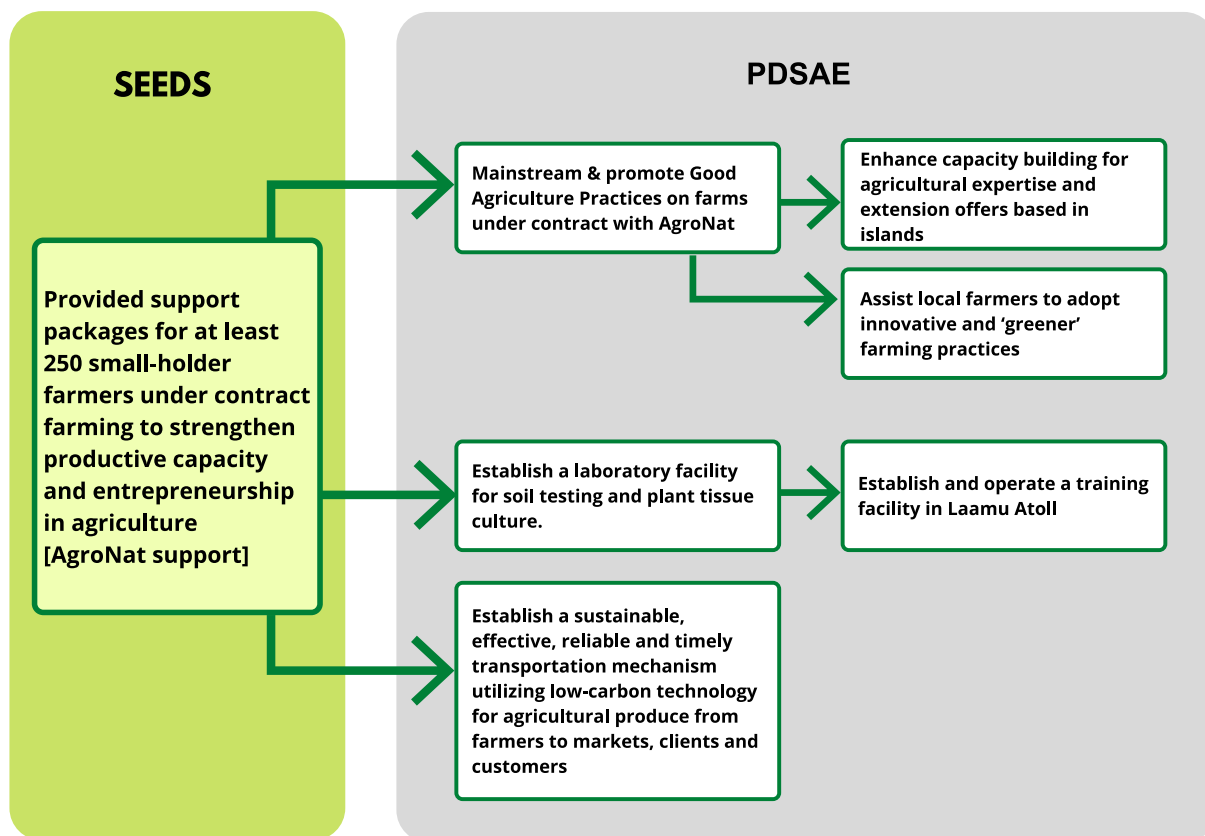 SEEDS
Provided support
packages for at least
250 small-holder
farmers under contract
farming to strengthen
productive capacity
and entrepreneurship
in agriculture
[AgroNat support]
PDSAE
Mainstream & promote Good
Agriculture Practices on farms
under contract with AgroNat
Enhance capacity building for
agricultural expertise and
extension offers based in
islands
Assist local farmers to adopt
innovative and ‘greener’
farming practices
Establish a laboratory facility
for soil testing and plant tissue
culture.
Establish and operate a training
facility in Laamu Atoll
Establish a sustainable,
effective, reliable and timely
transportation mechanism
utilizing low-carbon technology
for agricultural produce from
farmers to markets, clients and
customers